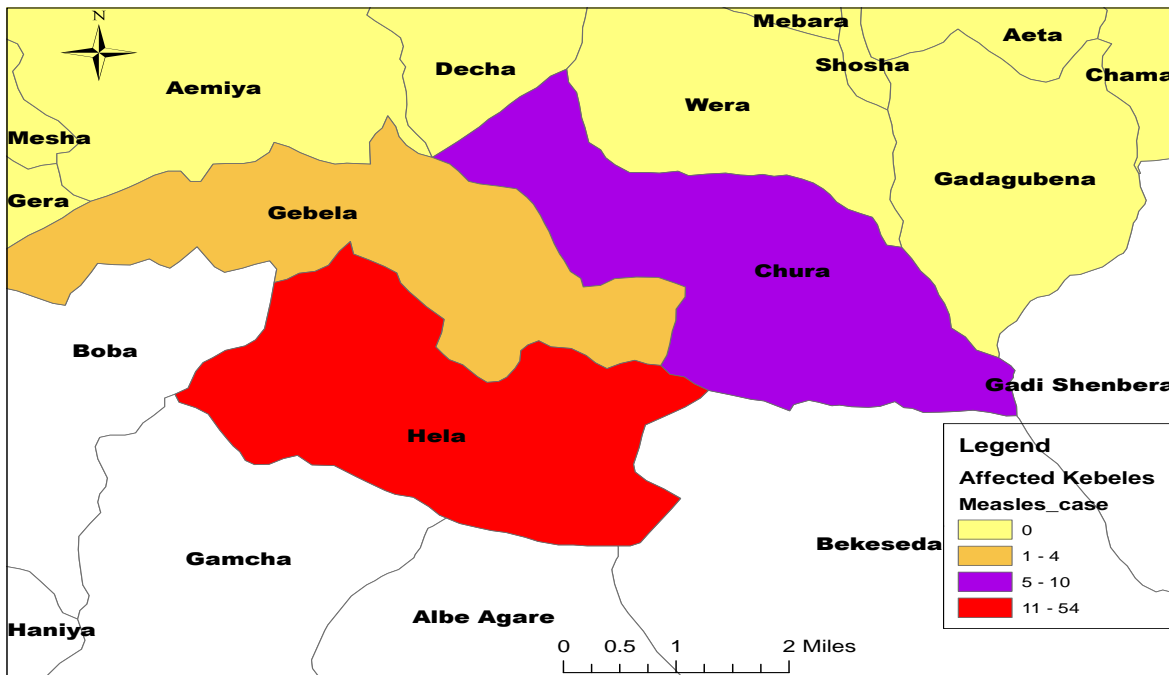 N
Mebara
Aeta
Decha
Shosha
Chama
Aemiya
Wera
Mesha
Gadagubena
Gera
Gebela
Chura
Boba
Gadi Shenbera
Hela
Gamcha
Bekeseda
Albe Agare
Haniya
Legend
Affected Kebeles
Measles_case
0
1 - 4
5 - 10
11 - 54
0 0.5 1 2 Miles